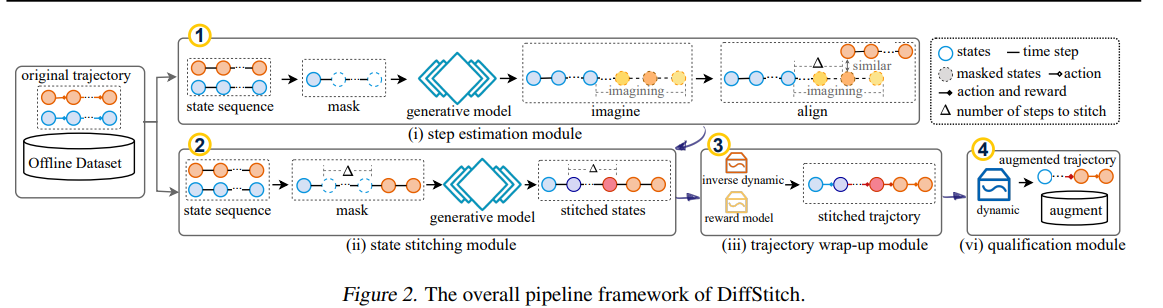 original trajectory
Offline Dataset
1
state sequence
mask
generative model
imagining
imagine
Δ
similar
imagining
align
(i) step estimation module
states
time step
masked states
action
action and reward
Δ number of steps to stitch
2
state sequence
Δ
mask
generative model
Δ
stitched states
(ii) state stitching module
3
inverse dynamic
reward model
stitched trajctory
(iii) trajectory wrap-up module
4
augmented trajectory
dynamic
augment
(vi) qualification module
Figure 2. The overall pipeline framework of DiffStitch.